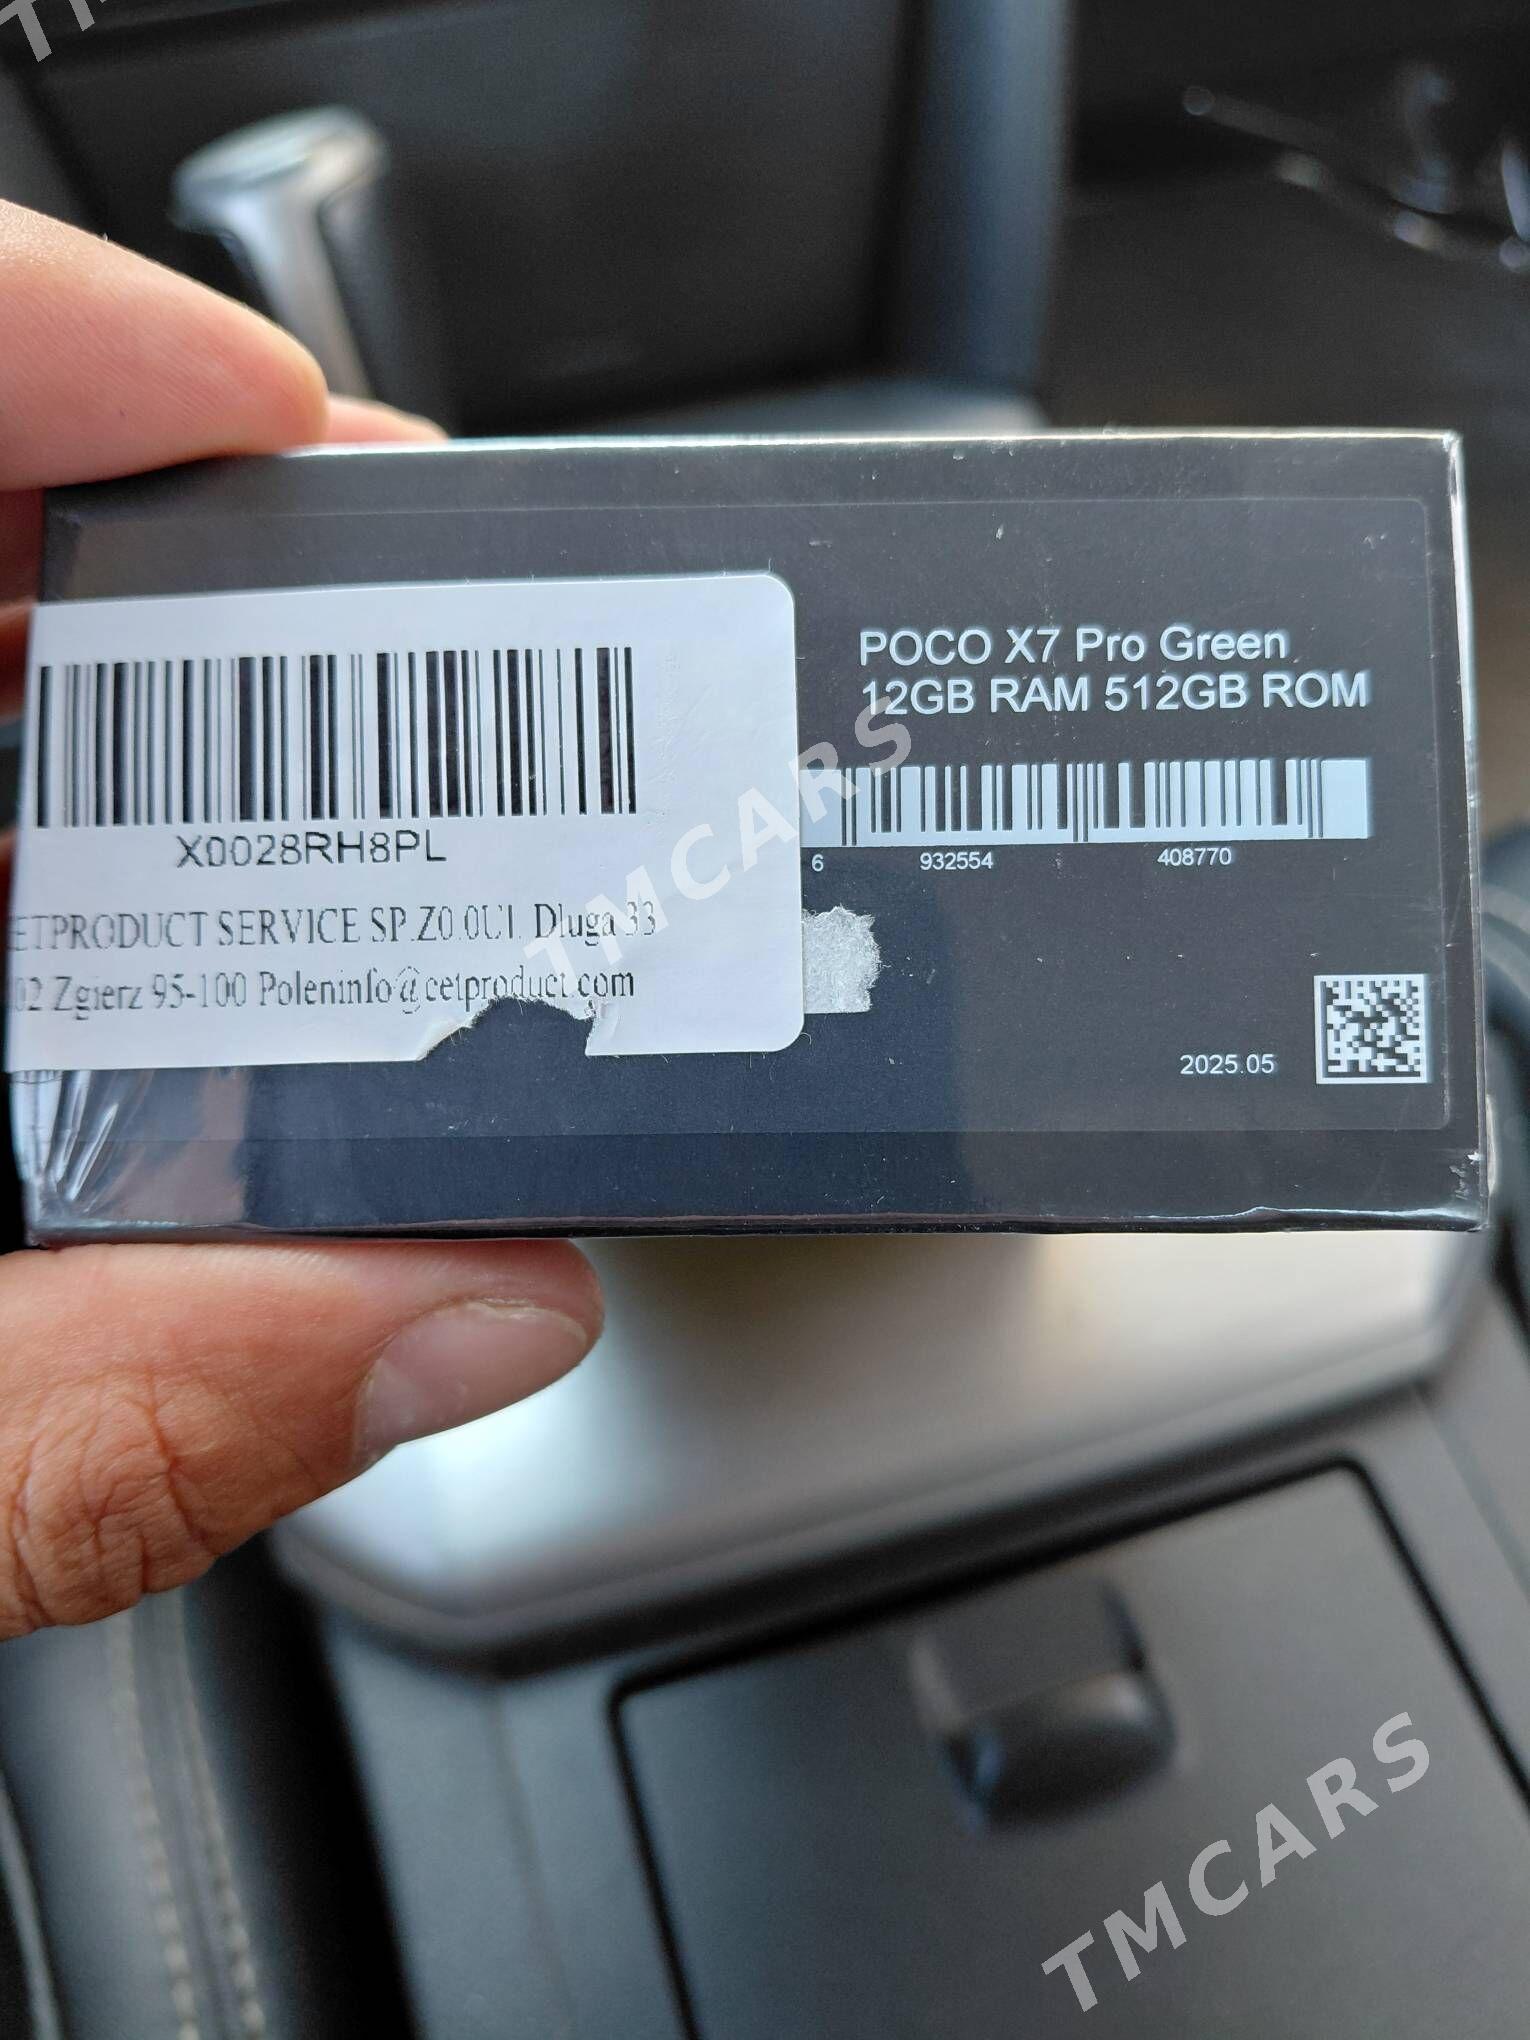 POCO X7 Pro Green
12GB RAM 512GB ROM
6 932554 408770
X0028RH8PL
ETPRODUCT SERVICE SP.Z0.0UL Dluga 33
02 Zgierz 95-100 Poleninfo@cetproduct.com
2025.05
TMCARS
TMCARS